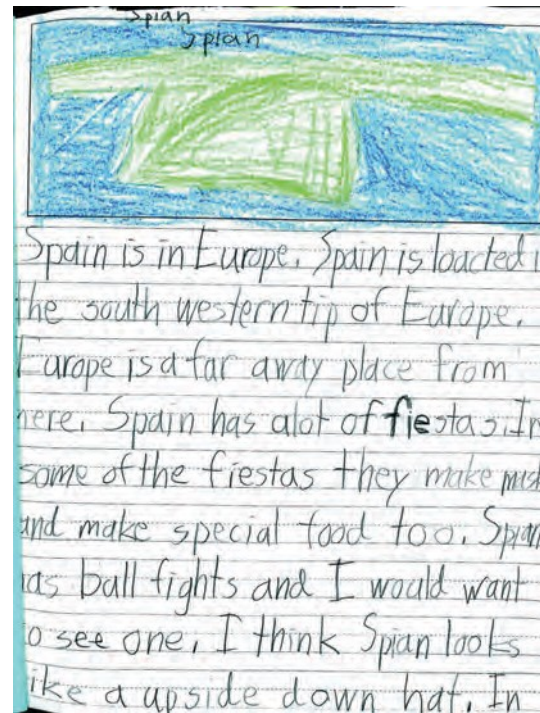 Spian
Spian
Spain is in Europe. Spain is loacted i
the south western tip of Europe.
Europe is a far away place from
here. Spain has alot of fiestas. In
some of the fiestas they make mask
and make special food too. Spian
has ball fights and I would want
to see one. I think Spian looks
like a upside down hat. In